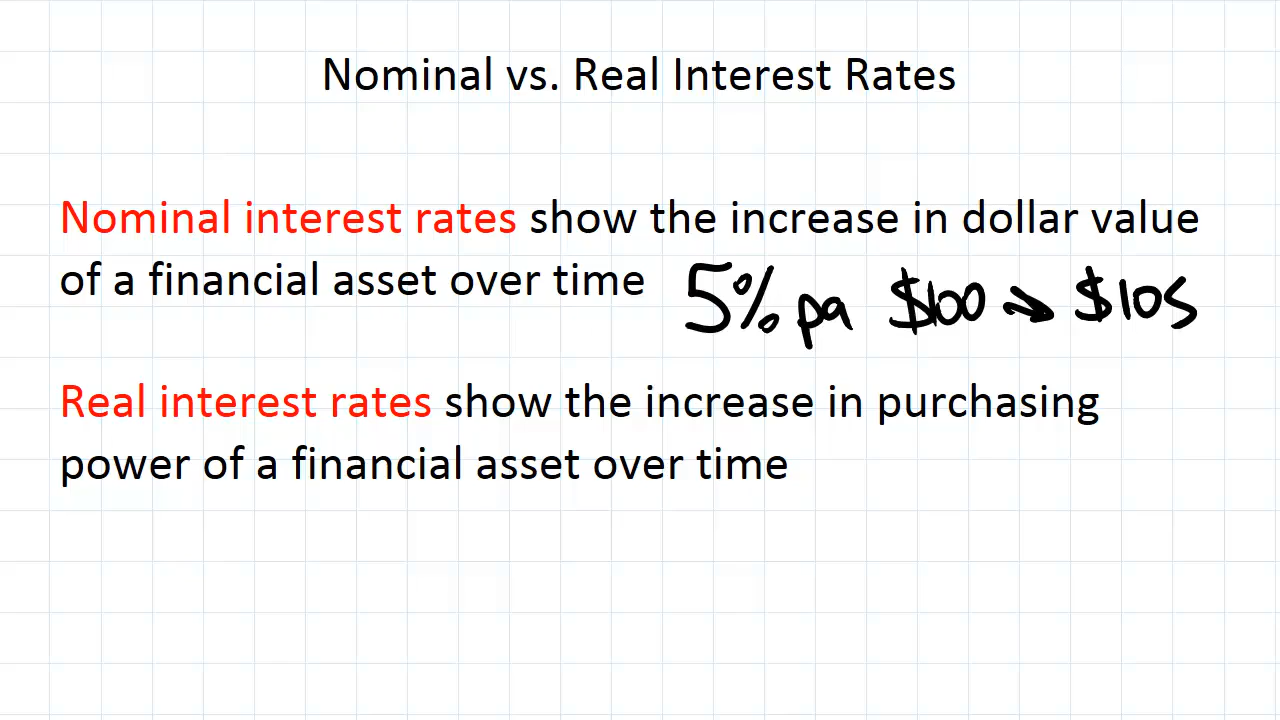 Nominal vs. Real Interest Rates
Nominal interest rates show the increase in dollar value
of a financial asset over time 5% pa $100 → $105
Real interest rates show the increase in purchasing
power of a financial asset over time